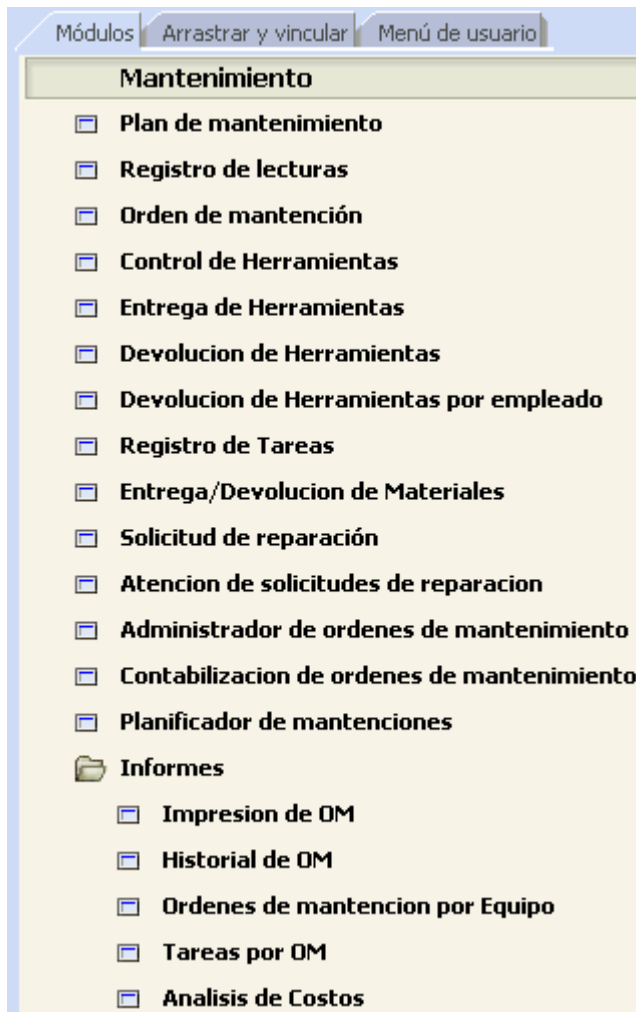 Módulos Arrastrar y vincular Menú de usuario
Mantenimiento
Plan de mantenimiento
Registro de lecturas
Orden de mantención
Control de Herramientas
Entrega de Herramientas
Devolucion de Herramientas
Devolucion de Herramientas por empleado
Registro de Tareas
Entrega/Devolucion de Materiales
Solicitud de reparación
Atencion de solicitudes de reparacion
Administrador de ordenes de mantenimiento
Contabilizacion de ordenes de mantenimiento
Planificador de mantenciones
Informes
Impresion de OM
Historial de OM
Ordenes de mantencion por Equipo
Tareas por OM
Analisis de Costos